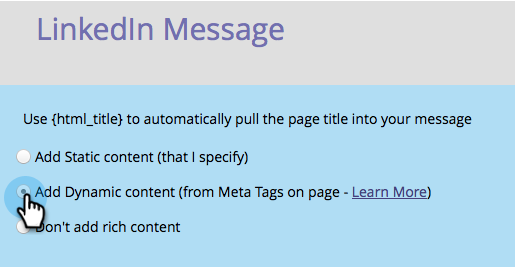 LinkedIn Message
Use {html_title} to automatically pull the page title into your message
Add Static content (that I specify)
Add Dynamic content (from Meta Tags on page - Learn More)
Don't add rich content